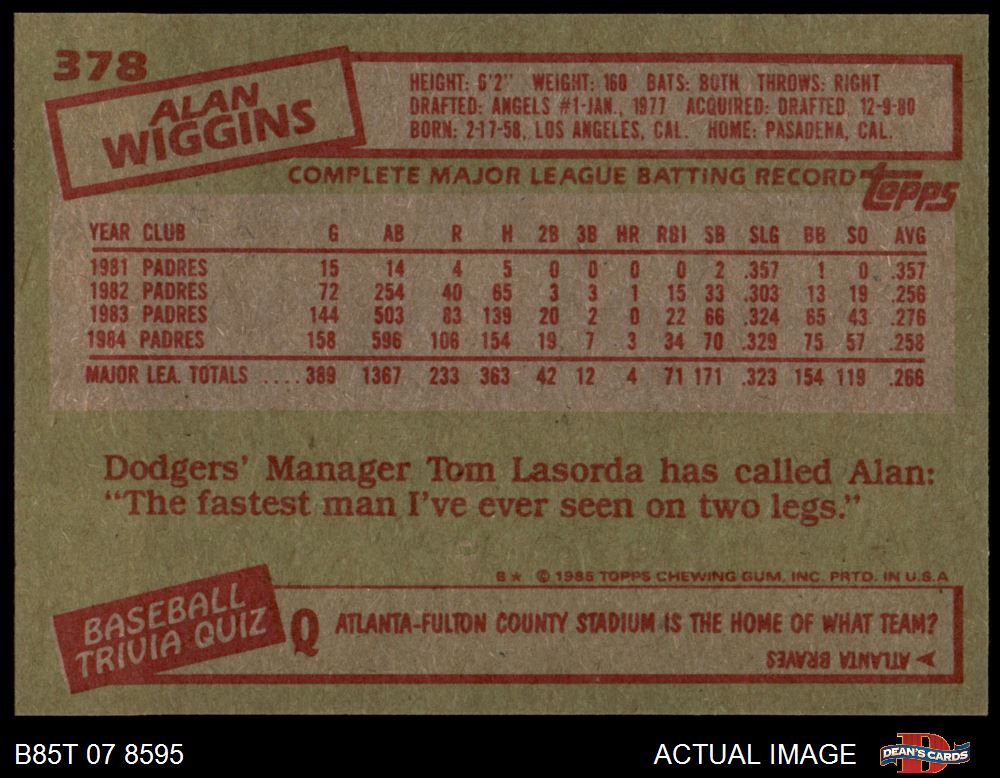 378
ALAN
WIGGINS
HEIGHT: 6'2" WEIGHT: 160 BATS: BOTH THROWS: RIGHT
DRAFTED: ANGELS #1-JAN., 1977 ACQUIRED: DRAFTED, 12-9-80
BORN: 2-17-58, LOS ANGELES, CAL. HOME: PASADENA, CAL.
COMPLETE MAJOR LEAGUE BATTING RECORD topps
YEAR CLUB G AB R H 2B 3B HR RBI SB SLG BB SO AVG
1981 PADRES 15 14 4 5 0 0 0 0 2 .357 1 0 .357
1982 PADRES 72 254 40 65 3 3 1 15 33 .303 13 19 .256
1983 PADRES 144 503 83 139 20 2 0 22 66 .324 65 43 .276
1984 PADRES 158 596 106 154 19 7 3 34 70 .329 75 57 .258
MAJOR LEA. TOTALS ....389 1367 233 363 42 12 4 71 171 .323 154 119 .266
Dodgers' Manager Tom Lasorda has called Alan:
"The fastest man I've ever seen on two legs."
B★ © 1985 TOPPS CHEWING GUM, INC. PRTD. IN U.S.A
BASEBALL
TRIVIA QUIZ
Q ATLANTA-FULTON COUNTY STADIUM IS THE HOME OF WHAT TEAM?
ATLANTA BRAVES
B85T 07 8595
ACTUAL IMAGE
DEAN'S CARDS